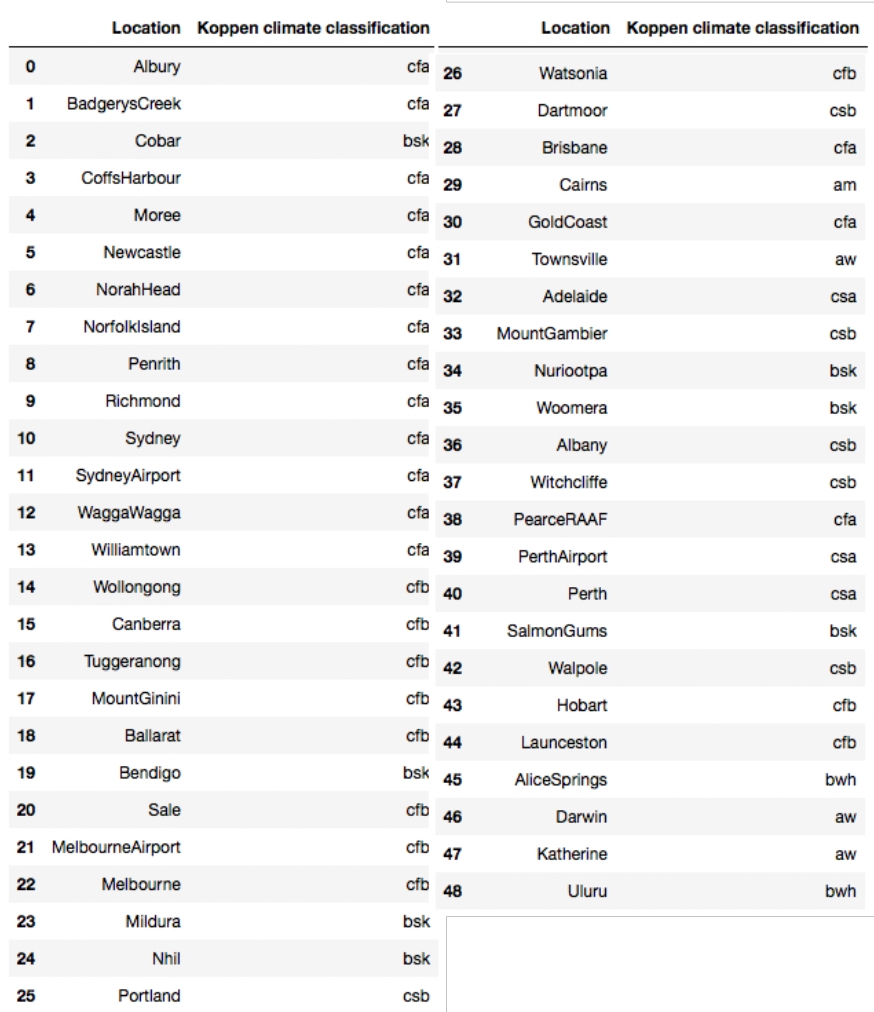 Location Koppen climate classification
0 Albury cfa
1 BadgerysCreek cfa
2 Cobar bsk
3 CoffsHarbour cfa
4 Moree cfa
5 Newcastle cfa
6 NorahHead cfa
7 NorfolkIsland cfa
8 Penrith cfa
9 Richmond cfa
10 Sydney cfa
11 SydneyAirport cfa
12 WaggaWagga cfa
13 Williamtown cfa
14 Wollongong cfb
15 Canberra cfb
16 Tuggeranong cfb
17 MountGinini cfb
18 Ballarat cfb
19 Bendigo bsk
20 Sale cfb
21 MelbourneAirport cfb
22 Melbourne cfb
23 Mildura bsk
24 Nhil bsk
25 Portland csb
Location Koppen climate classification
26 Watsonia cfb
27 Dartmoor csb
28 Brisbane cfa
29 Cairns am
30 GoldCoast cfa
31 Townsville aw
32 Adelaide csa
33 MountGambier csb
34 Nuriootpa bsk
35 Woomera bsk
36 Albany csb
37 Witchcliffe csb
38 PearceRAAF cfa
39 PerthAirport csa
40 Perth csa
41 SalmonGums bsk
42 Walpole csb
43 Hobart cfb
44 Launceston cfb
45 AliceSprings bwh
46 Darwin aw
47 Katherine aw
48 Uluru bwh